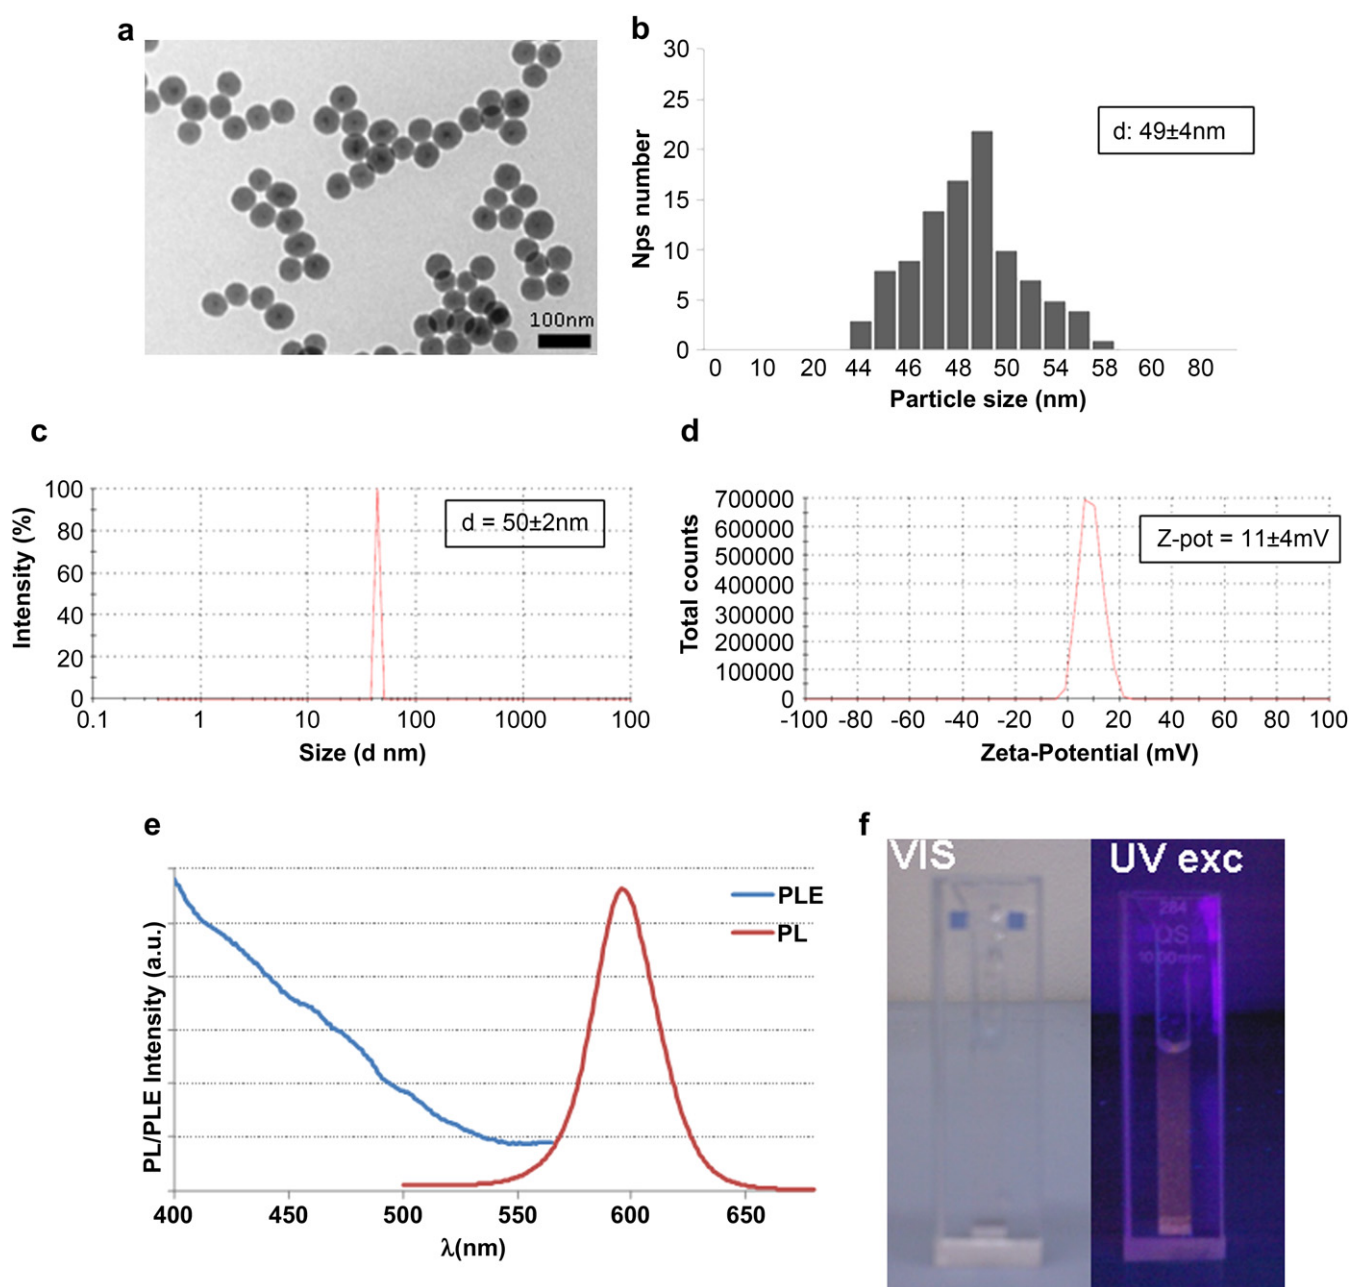 a
100nm
b
30
25
20
15
10
5
0
Nps number
d: 49±4nm
0 10 20 44 46 48 50 54 58 60 80
Particle size (nm)
c
100
80
60
40
20
0
Intensity (%)
d = 50±2nm
0.1 1 10 100 1000 100
Size (d nm)
d
700000
600000
500000
400000
300000
200000
100000
0
Total counts
Z-pot = 11±4mV
-100 -80 -60 -40 -20 0 20 40 60 80 100
Zeta-Potential (mV)
e
PL/PLE Intensity (a.u.)
PLE
PL
400 450 500 550 600 650
λ(nm)
f
VIS
UV exc
284
QS
10.00mm